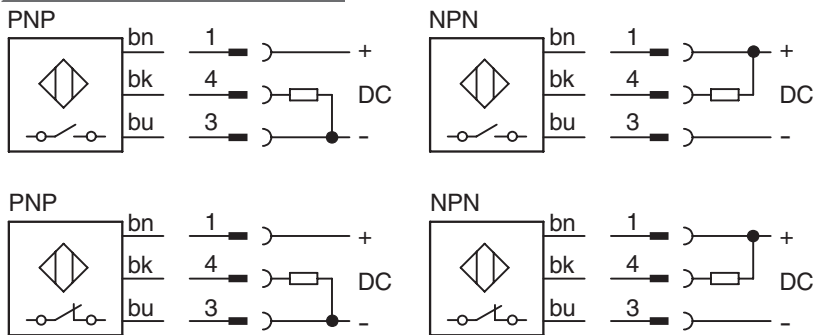 PNP
bn 1 +
bk 4 DC
bu 3 -
NPN
bn 1 +
bk 4 DC
bu 3 -
PNP
bn 1 +
bk 4 DC
bu 3 -
NPN
bn 1 +
bk 4 DC
bu 3 -